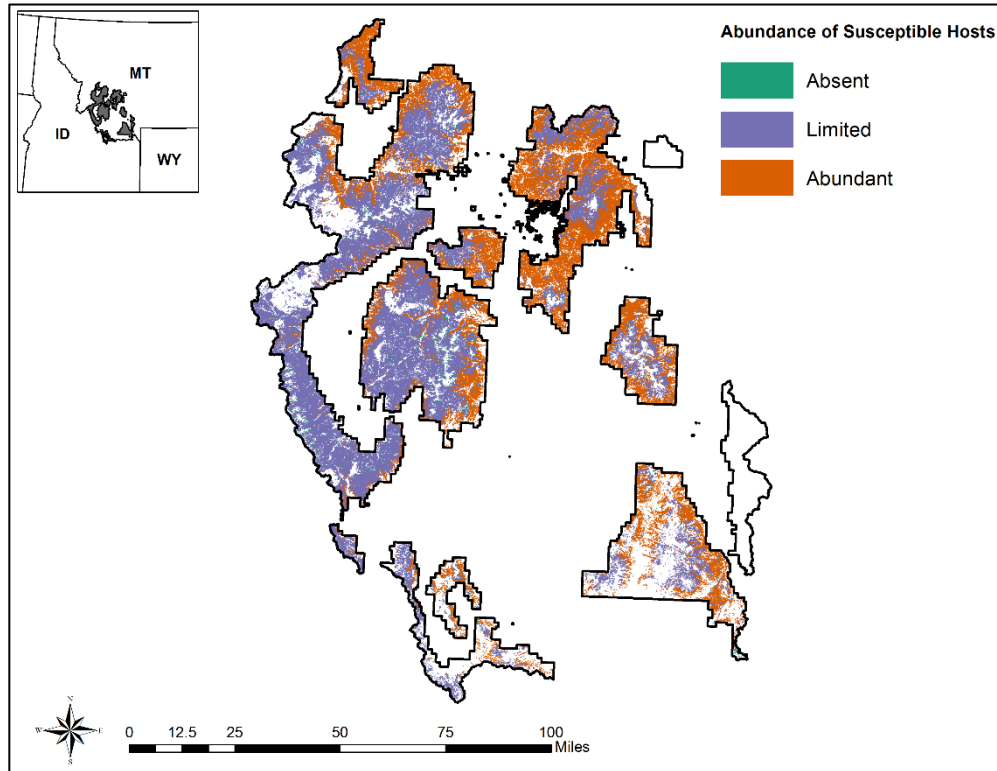 MT
ID
WY
Abundance of Susceptible Hosts
Absent
Limited
Abundant
N
W E
S
0 12.5 25 50 75 100
Miles